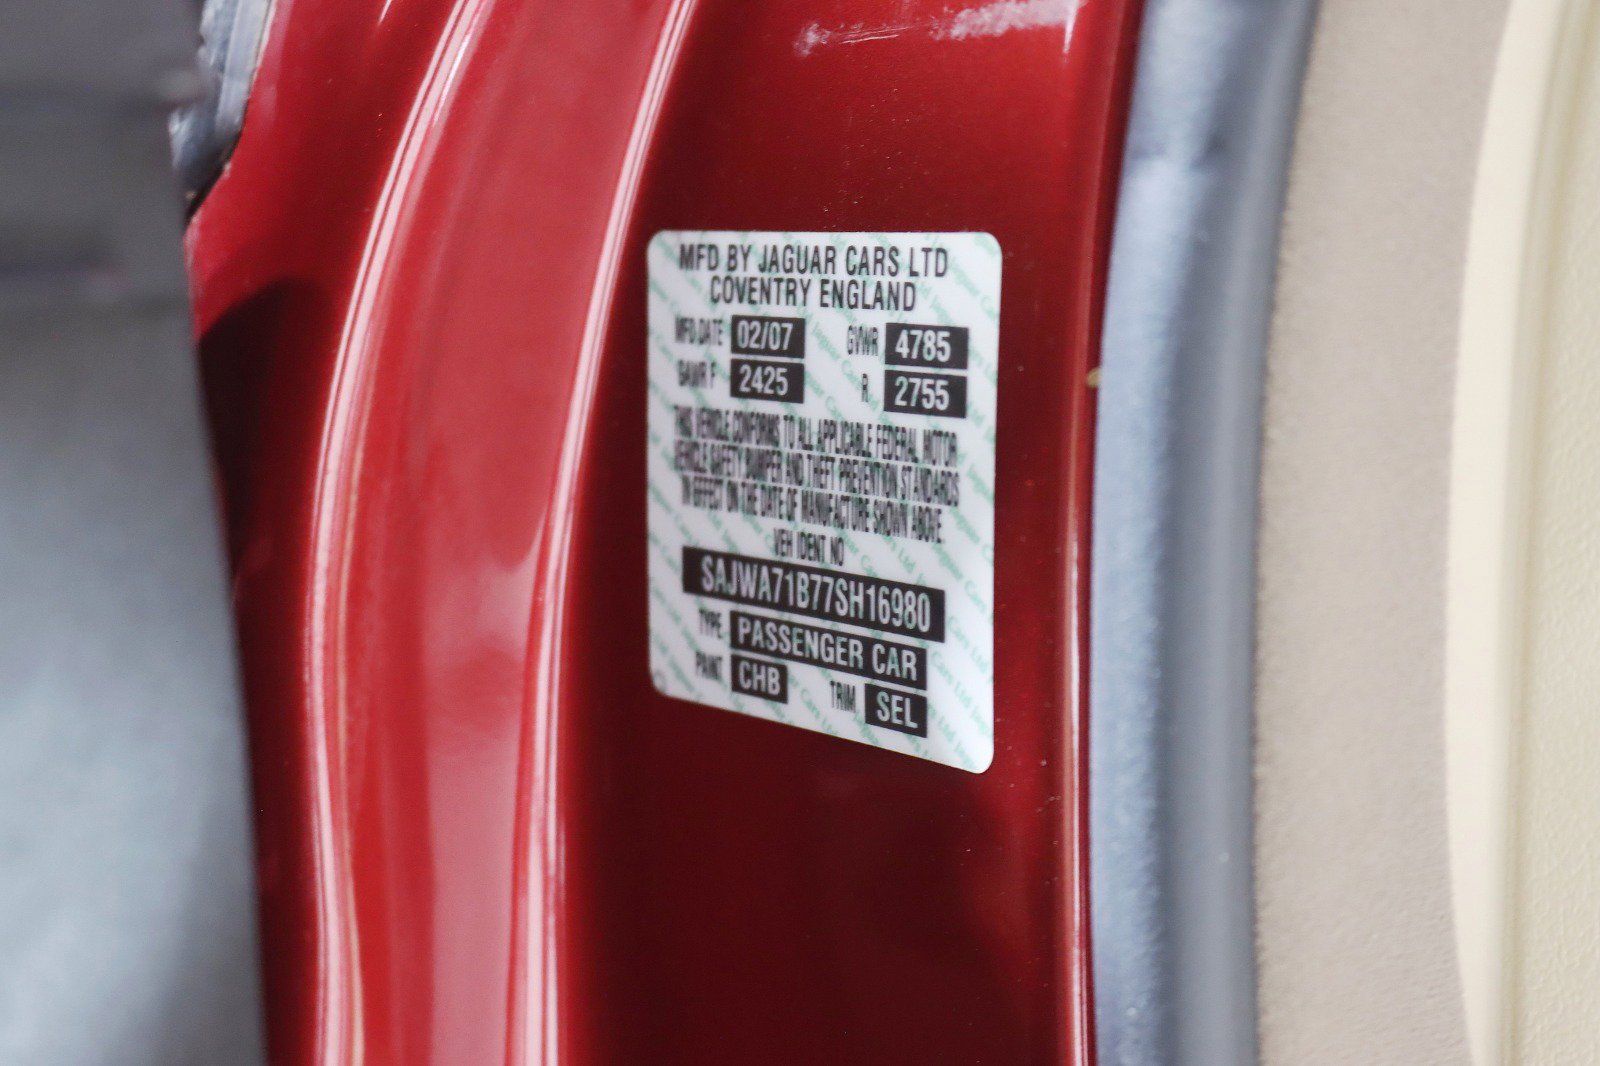 MFD BY JAGUAR CARS LTD
COVENTRY ENGLAND
MFD DATE 02/07 GVWR 4785
GAWR F 2425 R 2755
THIS VEHICLE CONFORMS TO ALL APPLICABLE FEDERAL MOTOR
VEHICLE SAFETY BUMPER AND THEFT PREVENTION STANDARDS
IN EFFECT ON THE DATE OF MANUFACTURE SHOWN ABOVE.
VEH IDENT NO
SAJWA71B77SH16980
TYPE PASSENGER CAR
PAINT CHB TRIM SEL